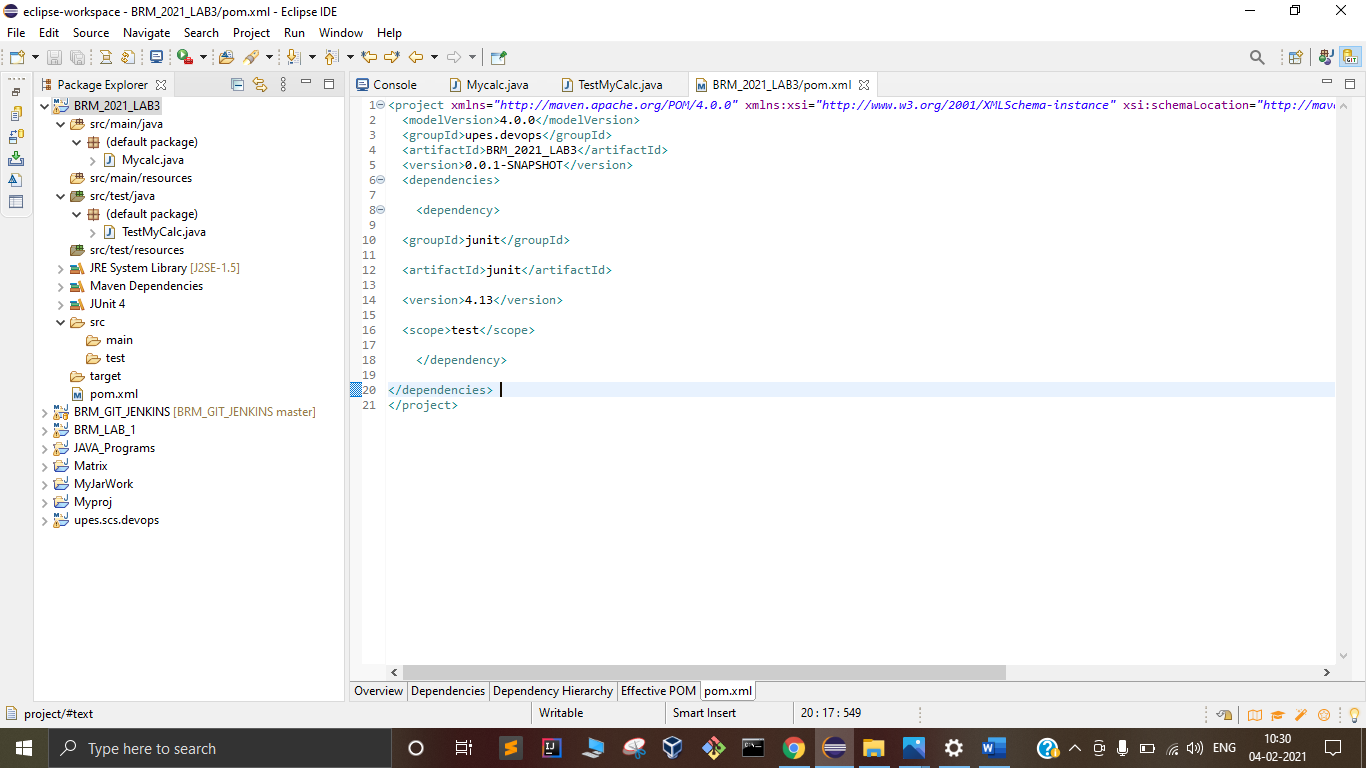 eclipse-workspace - BRM_2021_LAB3/pom.xml - Eclipse IDE
File Edit Source Navigate Search Project Run Window Help
Package Explorer
BRM_2021_LAB3
src/main/java
(default package)
Mycalc.java
src/main/resources
src/test/java
(default package)
TestMyCalc.java
src/test/resources
JRE System Library [J2SE-1.5]
Maven Dependencies
JUnit 4
src
main
test
target
pom.xml
BRM_GIT_JENKINS [BRM_GIT_JENKINS master]
BRM_LAB_1
JAVA_Programs
Matrix
MyJarWork
Myproj
upes.scs.devops
Console Mycalc.java TestMyCalc.java BRM_2021_LAB3/pom.xml
1 <project xmlns="http://maven.apache.org/POM/4.0.0" xmlns:xsi="http://www.w3.org/2001/XMLSchema-instance" xsi:schemaLocation="http://mav
2 <modelVersion>4.0.0</modelVersion>
3 <groupId>upes.devops</groupId>
4 <artifactId>BRM_2021_LAB3</artifactId>
5 <version>0.0.1-SNAPSHOT</version>
6 <dependencies>
7
8 <dependency>
9
10 <groupId>junit</groupId>
11
12 <artifactId>junit</artifactId>
13
14 <version>4.13</version>
15
16 <scope>test</scope>
17
18 </dependency>
19
20 </dependencies>
21 </project>
Overview Dependencies Dependency Hierarchy Effective POM pom.xml
project/#text Writable Smart Insert 20 : 17 : 549
Type here to search
ENG
10:30
04-02-2021